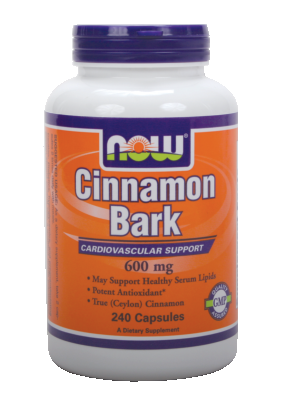 NOW
Cinnamon
Bark
CARDIOVASCULAR SUPPORT
600 mg
• May Support Healthy Serum Lipids
• Potent Antioxidant*
• True (Ceylon) Cinnamon
240 Capsules
A Dietary Supplement
GMP